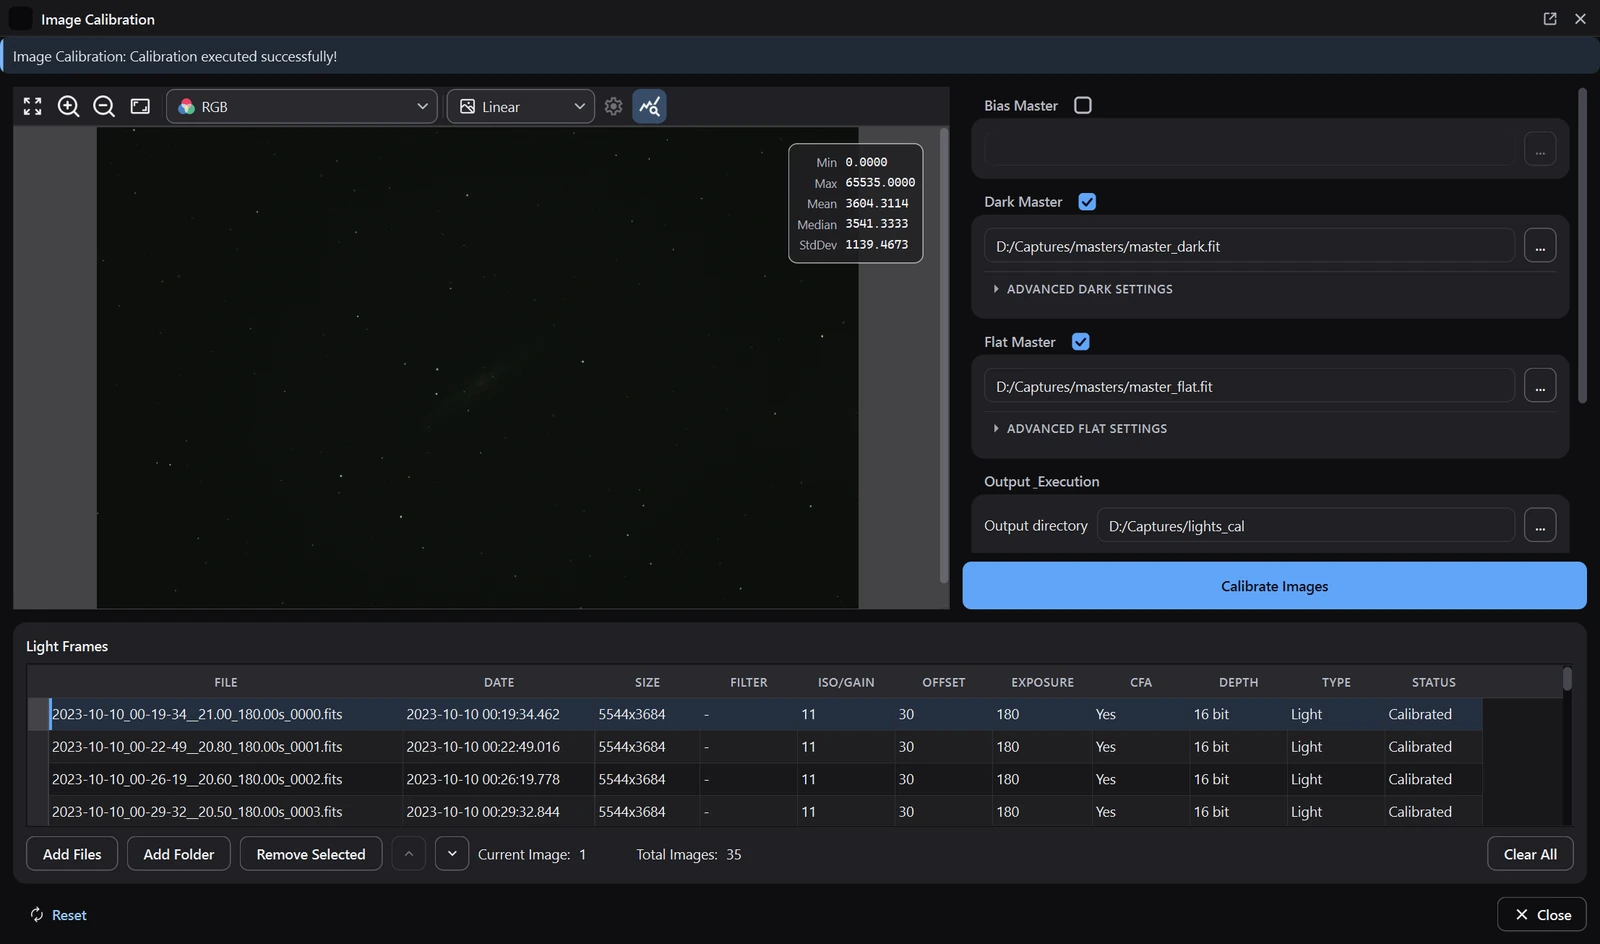 Image Calibration
Image Calibration: Calibration executed successfully!
RGB
Linear
Min 0.0000
Max 65535.0000
Mean 3604.3114
Median 3541.3333
StdDev 1139.4673
Bias Master
...
Dark Master
D:/Captures/masters/master_dark.fit
...
ADVANCED DARK SETTINGS
Flat Master
D:/Captures/masters/master_flat.fit
...
ADVANCED FLAT SETTINGS
Output_Execution
Output directory D:/Captures/lights_cal
...
Calibrate Images
Light Frames
FILE DATE SIZE FILTER ISO/GAIN OFFSET EXPOSURE CFA DEPTH TYPE STATUS
2023-10-10_00-19-34__21.00_180.00s_0000.fits 2023-10-10 00:19:34.462 5544x3684 - 11 30 180 Yes 16 bit Light Calibrated
2023-10-10_00-22-49__20.80_180.00s_0001.fits 2023-10-10 00:22:49.016 5544x3684 - 11 30 180 Yes 16 bit Light Calibrated
2023-10-10_00-26-19__20.60_180.00s_0002.fits 2023-10-10 00:26:19.778 5544x3684 - 11 30 180 Yes 16 bit Light Calibrated
2023-10-10_00-29-32__20.50_180.00s_0003.fits 2023-10-10 00:29:32.844 5544x3684 - 11 30 180 Yes 16 bit Light Calibrated
Add Files Add Folder Remove Selected Current Image: 1 Total Images: 35 Clear All
Reset
Close